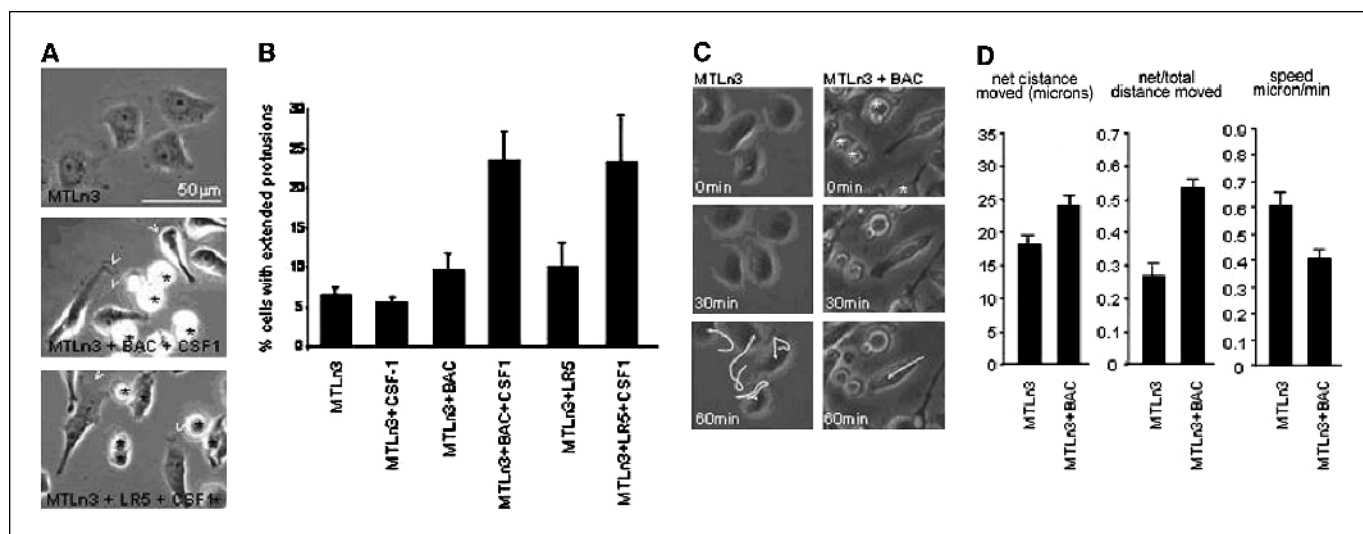 A
MTLn3
50 µm
MTLn3 + BAC + CSF1
MTLn3 + LR5 + CSF1
B
% cells with extended protrusions
30
25
20
15
10
5
0
MTLn3
MTLn3+CSF-1
MTLn3+BAC
MTLn3+BAC+CSF1
MTLn3+LR5
MTLn3+LR5+CSF1
C
MTLn3
MTLn3 + BAC
0min
0min
30min
30min
60min
60min
D
net cistance
moved (microns)
35
30
25
20
15
10
5
0
MTLn3
MTLn3+BAC
net/total
distance moved
0.7
0.6
0.5
0.4
0.3
0.2
0.1
0
MTLn3
MTLn3+BAC
speed
micron/min
0.9
0.8
0.7
0.6
0.5
0.4
0.3
0.2
0.1
0
MTLn3
MTLn3+BAC